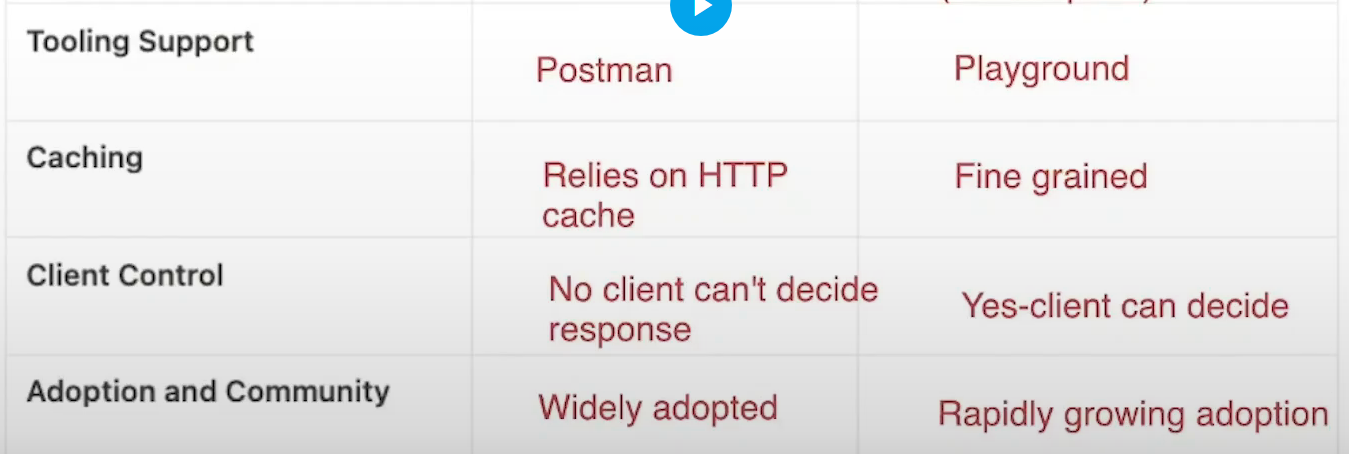 Tooling Support
Postman
Playground
Caching
Relies on HTTP
cache
Fine grained
Client Control
No client can't decide
response
Yes-client can decide
Adoption and Community
Widely adopted
Rapidly growing adoption